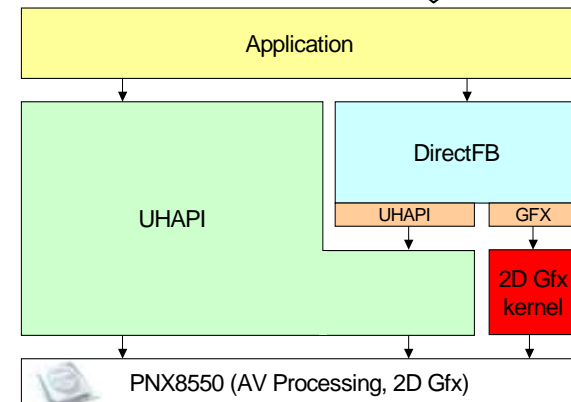 Application
DirectFB
UHAPI
GFX
UHAPI
2D Gfx
kernel
PNX8550 (AV Processing, 2D Gfx)